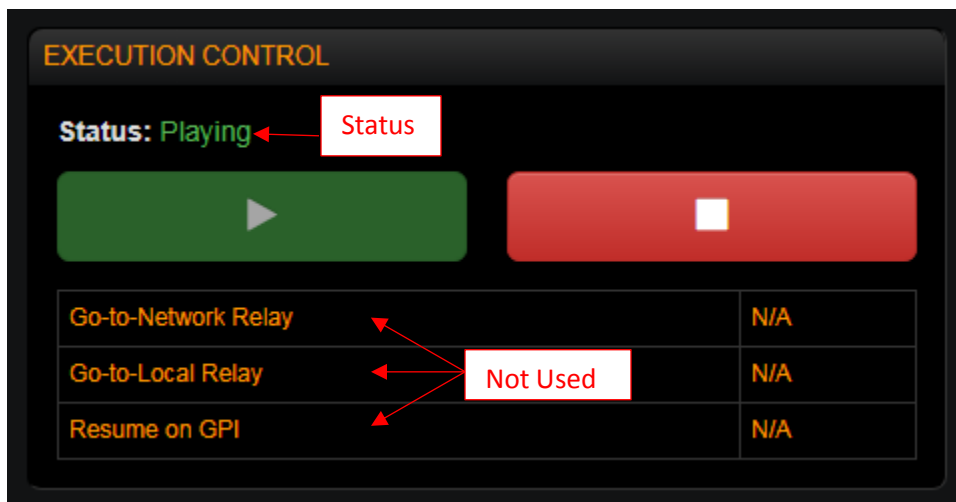 EXECUTION CONTROL
Status: Playing
Status
Go-to-Network Relay N/A
Go-to-Local Relay N/A
Not Used
Resume on GPI N/A